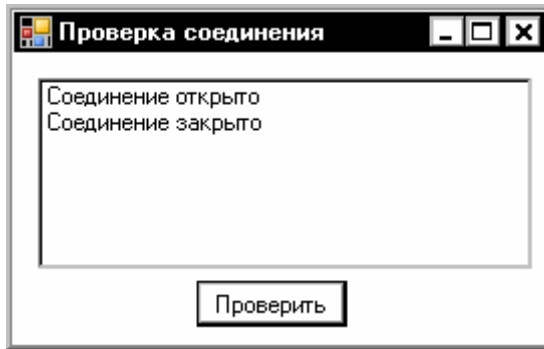 Проверка соединения
Соединение открыто
Соединение закрыто
Проверить